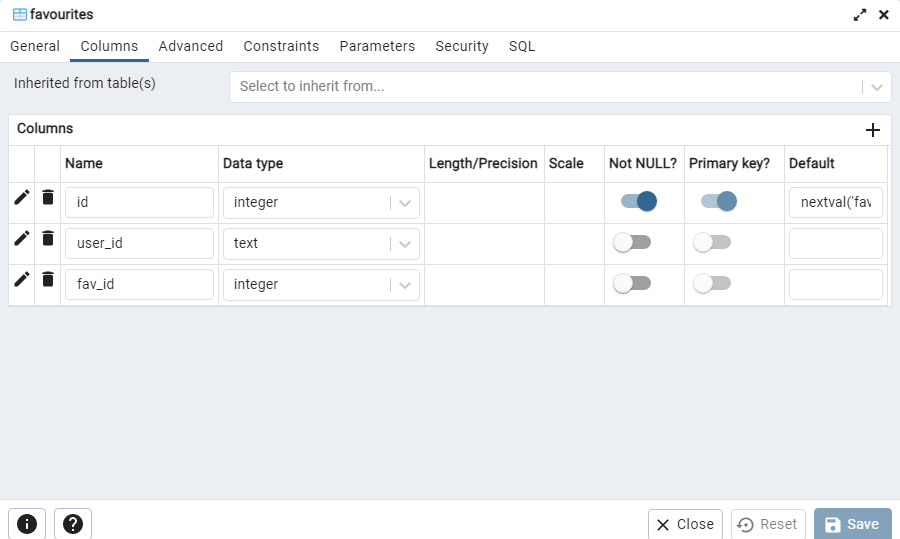 favourites
General Columns Advanced Constraints Parameters Security SQL
Inherited from table(s) Select to inherit from...
Columns
Name Data type Length/Precision Scale Not NULL? Primary key? Default
id integer nextval('fav
user_id text
fav_id integer
Close Reset Save